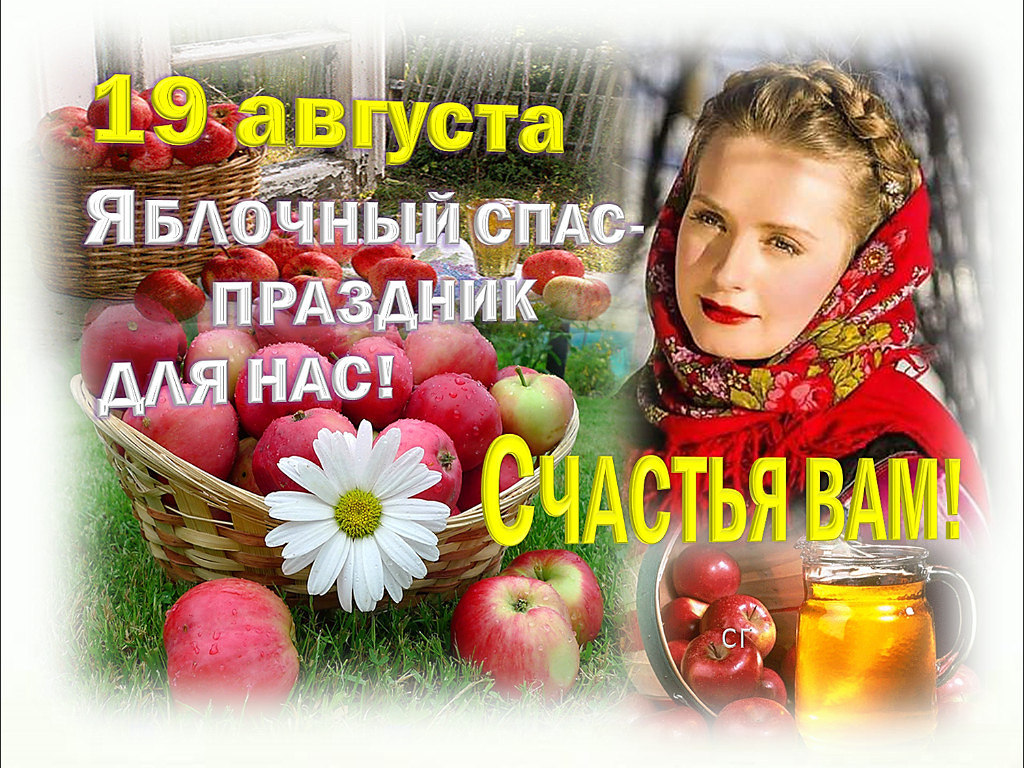 19 августа
Яблочный спас-
праздник
для нас!
Счастья вам!
СГ